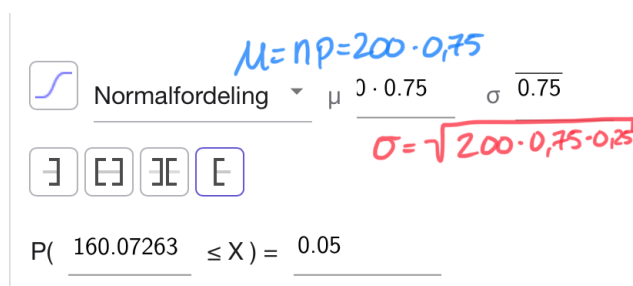 μ=np=200·0,75
Normalfordeling μ 0·0.75 σ 0.75
σ=√200·0,75·0,25
P( 160.07263 ≤ X ) = 0.05